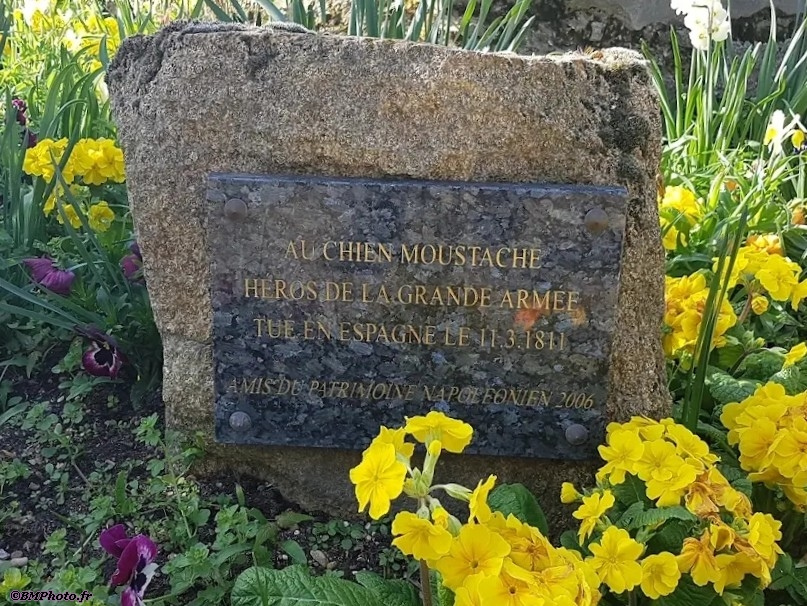 AU CHIEN MOUSTACHE
HEROS DE LA GRANDE ARMÉE
TUE EN ESPAGNE LE 11.3.1811
AMIS DU PATRIMOINE NAPOLEONIEN 2006
©BMPhoto.fr